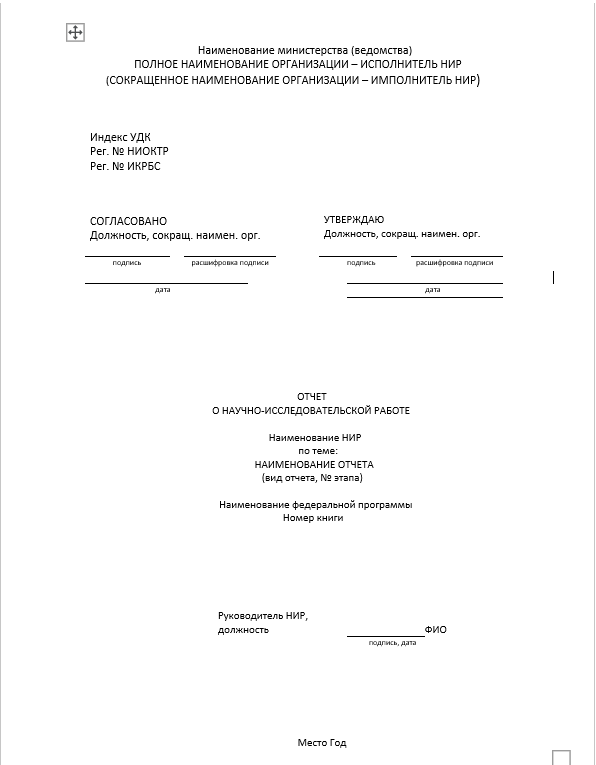 Наименование министерства (ведомства)
ПОЛНОЕ НАИМЕНОВАНИЕ ОРГАНИЗАЦИИ – ИСПОЛНИТЕЛЬ НИР
(СОКРАЩЕННОЕ НАИМЕНОВАНИЕ ОРГАНИЗАЦИИ – ИМПОЛНИТЕЛЬ НИР)
Индекс УДК
Рег. № НИОКТР
Рег. № ИКРБС
СОГЛАСОВАНО
Должность, сокращ. наимен. орг.
подпись расшифровка подписи
дата
УТВЕРЖДАЮ
Должность, сокращ. наимен. орг.
подпись расшифровка подписи
дата
ОТЧЕТ
О НАУЧНО-ИССЛЕДОВАТЕЛЬСКОЙ РАБОТЕ
Наименование НИР
по теме:
НАИМЕНОВАНИЕ ОТЧЕТА
(вид отчета, № этапа)
Наименование федеральной программы
Номер книги
Руководитель НИР,
должность ФИО
подпись, дата
Место Год